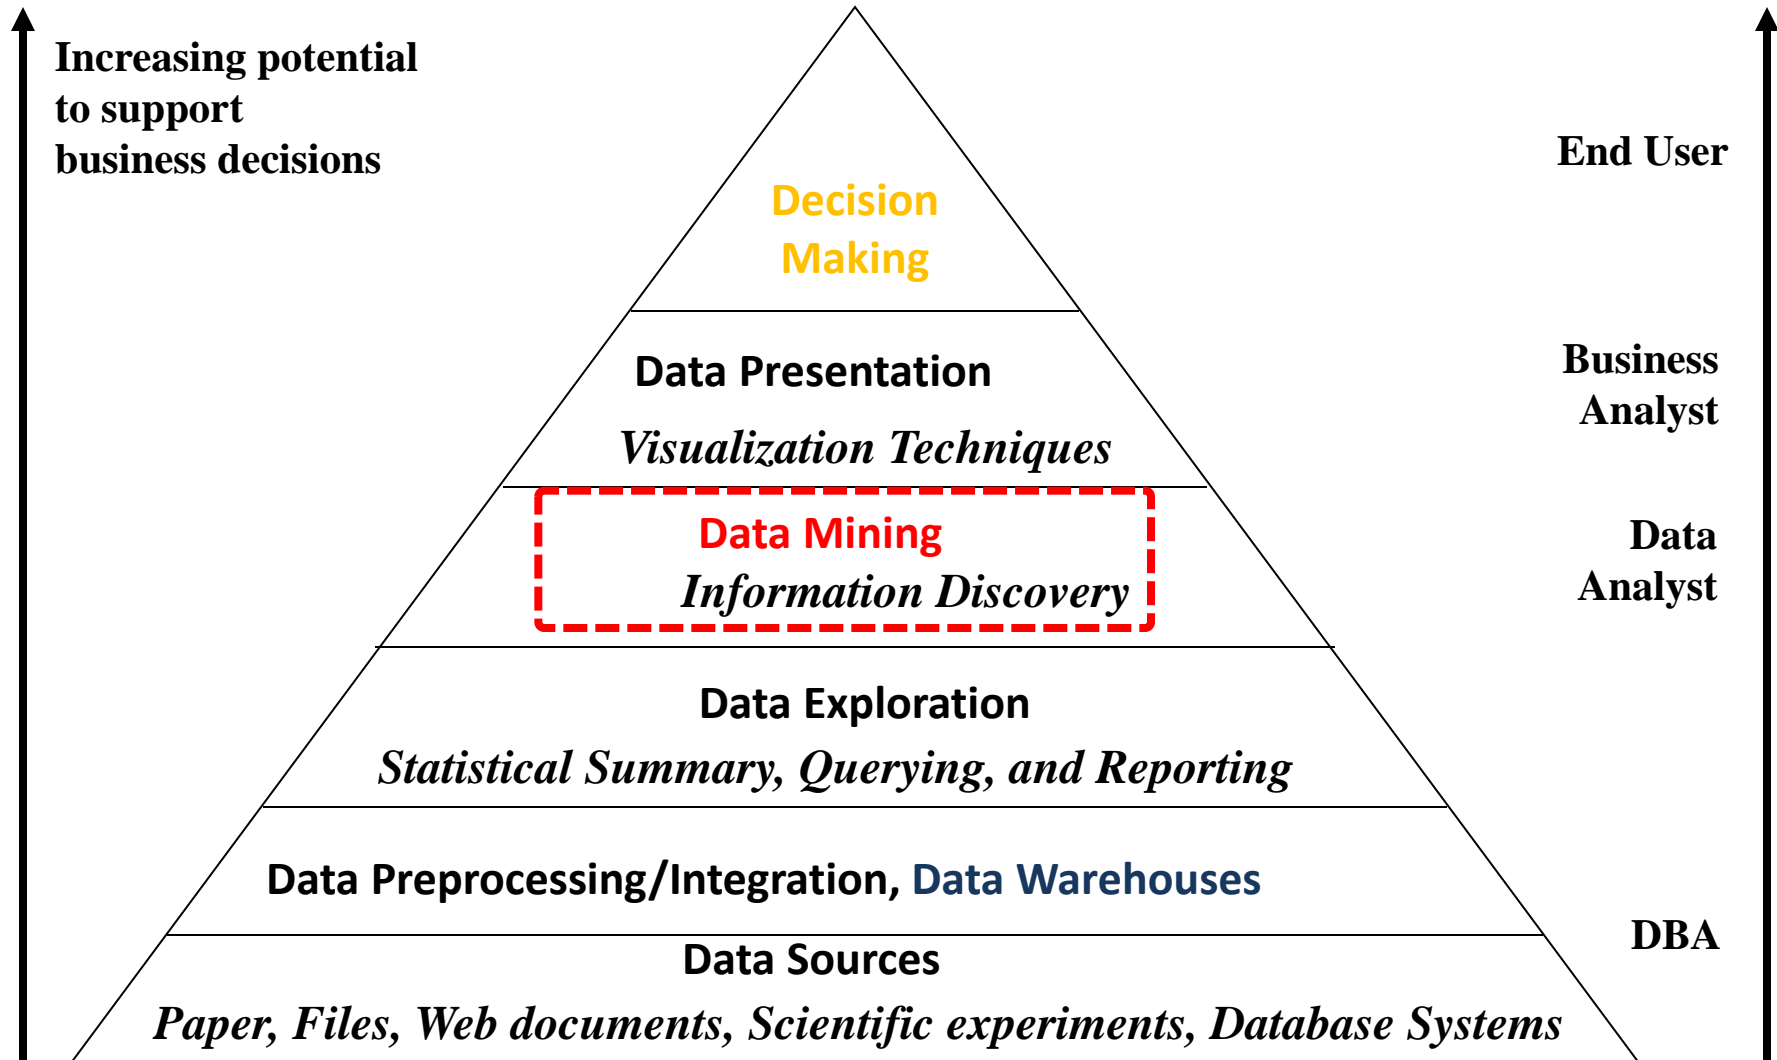 Increasing potential
to support
business decisions
End User
Decision
Making
Data Presentation
Visualization Techniques
Business
Analyst
Data Mining
Information Discovery
Data
Analyst
Data Exploration
Statistical Summary, Querying, and Reporting
Data Preprocessing/Integration, Data Warehouses
DBA
Data Sources
Paper, Files, Web documents, Scientific experiments, Database Systems